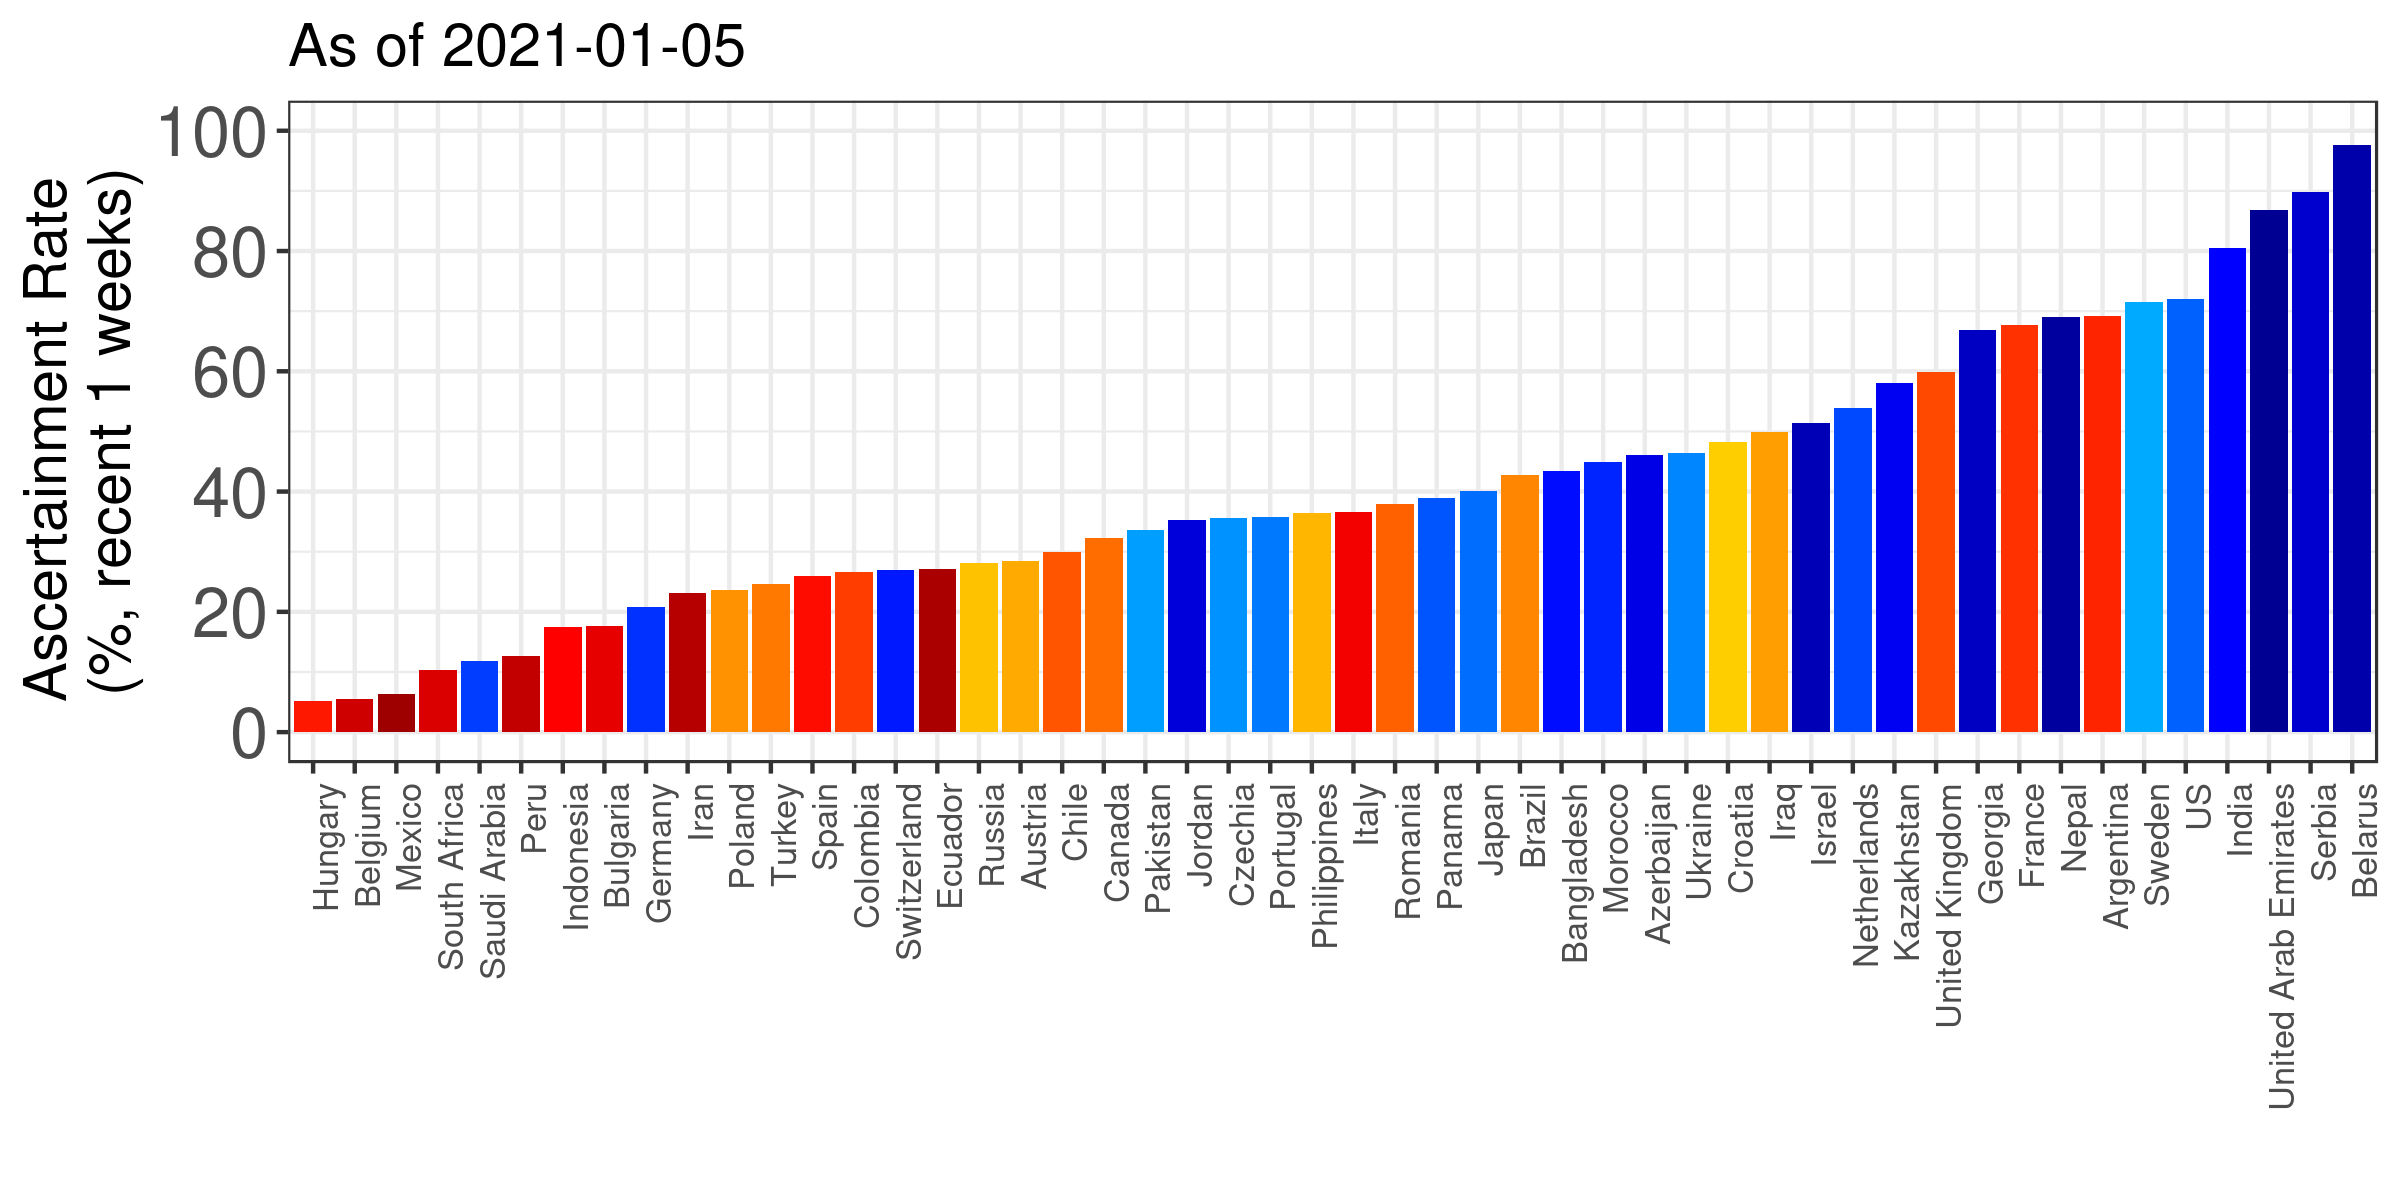 As of 2021-01-05
Ascertainment Rate
(%, recent 1 weeks)
100
80
60
40
20
0
Hungary
Belgium
Mexico
South Africa
Saudi Arabia
Peru
Indonesia
Bulgaria
Germany
Iran
Poland
Turkey
Spain
Colombia
Switzerland
Ecuador
Russia
Austria
Chile
Canada
Pakistan
Jordan
Czechia
Portugal
Philippines
Italy
Romania
Panama
Japan
Brazil
Bangladesh
Morocco
Azerbaijan
Ukraine
Croatia
Iraq
Israel
Netherlands
Kazakhstan
United Kingdom
Georgia
France
Nepal
Argentina
Sweden
US
India
United Arab Emirates
Serbia
Belarus